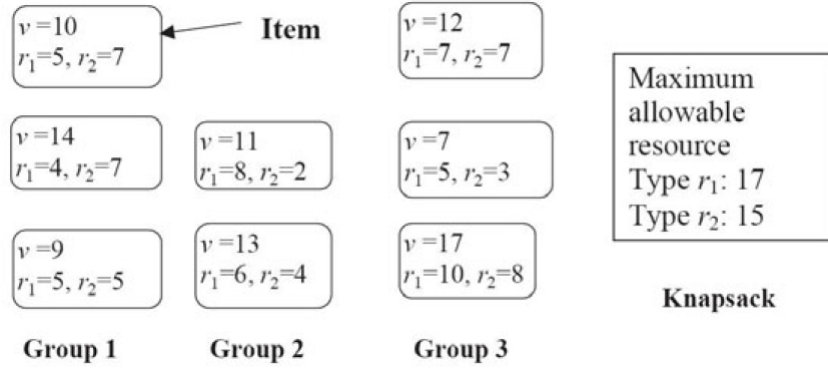 v =10
r₁=5, r₂=7
Item
v =12
r₁=7, r₂=7
v =14
r₁=4, r₂=7
v =11
r₁=8, r₂=2
v =7
r₁=5, r₂=3
v =9
r₁=5, r₂=5
v =13
r₁=6, r₂=4
v =17
r₁=10, r₂=8
Group 1
Group 2
Group 3
Maximum
allowable
resource
Type r₁: 17
Type r₂: 15
Knapsack